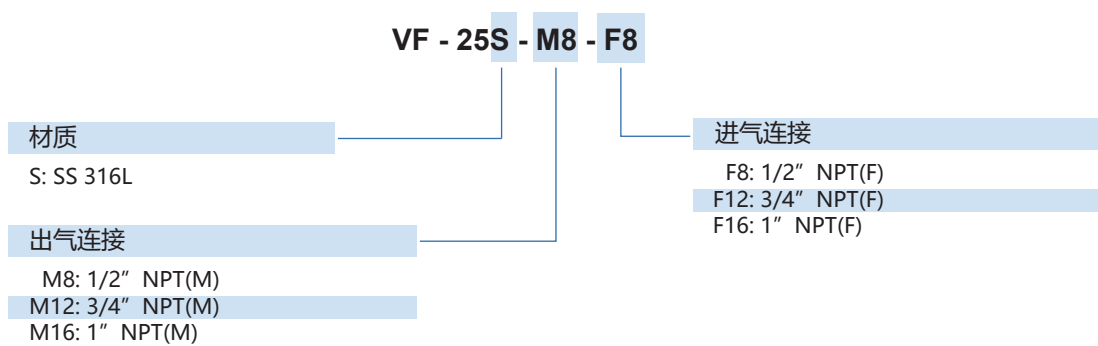 VF - 25S - M8 - F8
材质
S: SS 316L
出气连接
M8: 1/2” NPT(M)
M12: 3/4” NPT(M)
M16: 1” NPT(M)
进气连接
F8: 1/2” NPT(F)
F12: 3/4” NPT(F)
F16: 1” NPT(F)